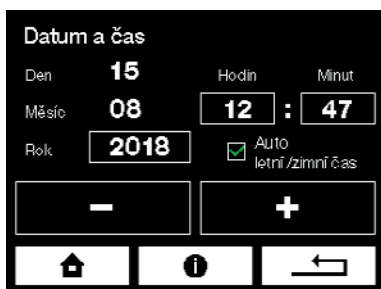 Datum a čas
Den 15 Hodin Minut
Měsíc 08 12 : 47
Rok 2018 Auto
letní/zimní čas
− +